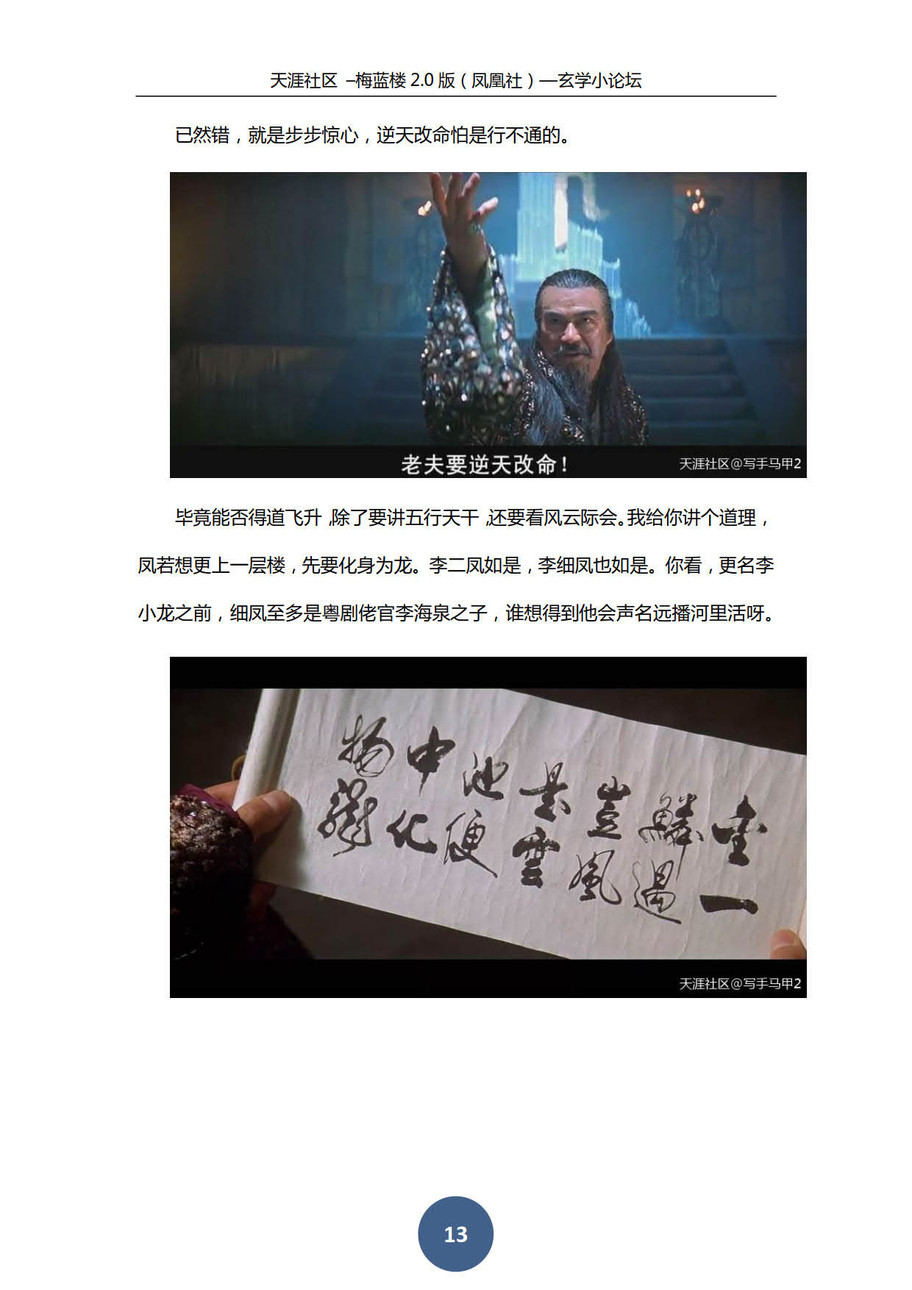 天涯社区 –梅蓝楼 2.0 版（凤凰社）—玄学小论坛
已然错，就是步步惊心，逆天改命怕是行不通的。
老夫要逆天改命！
天涯社区@写手马甲2
毕竟能否得道飞升，除了要讲五行天干，还要看风云际会。我给你讲个道理，
凤若想更上一层楼，先要化身为龙。李二凤如是，李细凤也如是。你看，更名李
小龙之前，细凤至多是粤剧佬官李海泉之子，谁想得到他会声名远播河里活呀。
金鱗豈是池中物
一遇風雲便化龍
天涯社区@写手马甲2
13